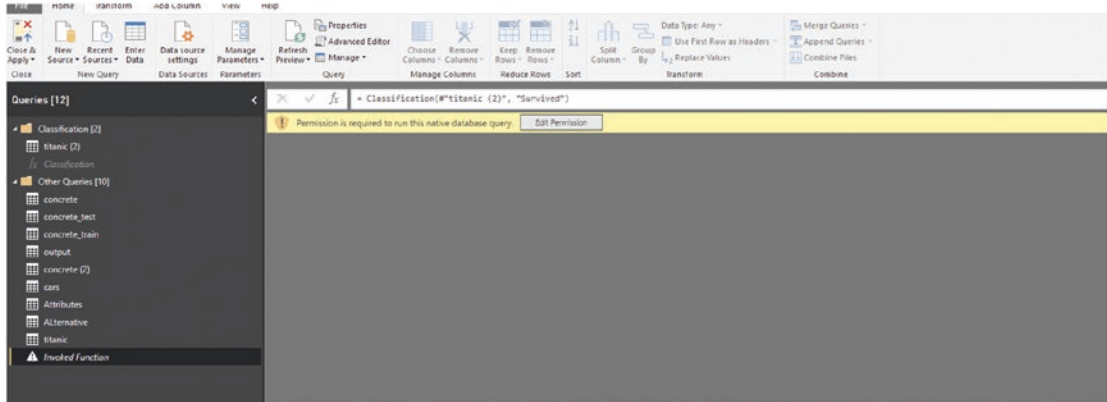 File Home Transform Add Column View Help
Close & Apply
New Source
Recent Sources
Enter Data
Data source settings
Manage Parameters
Refresh Preview
Properties
Advanced Editor
Manage
Choose Columns
Remove Columns
Keep Rows
Remove Rows
Split Column
Group By
Data Type: Any
Use First Row as Headers
Replace Values
Merge Queries
Append Queries
Combine Files
Close
New Query
Data Sources
Parameters
Query
Manage Columns
Reduce Rows
Sort
Transform
Combine
Queries [12]
fx = Classification(#"titanic (2)", "Survived")
Permission is required to run this native database query. Edit Permission
Classification [2]
titanic (2)
fx Classification
Other Queries [10]
concrete
concrete_test
concrete_train
output
concrete (2)
cars
Attributes
ALternative
titanic
Invoked Function